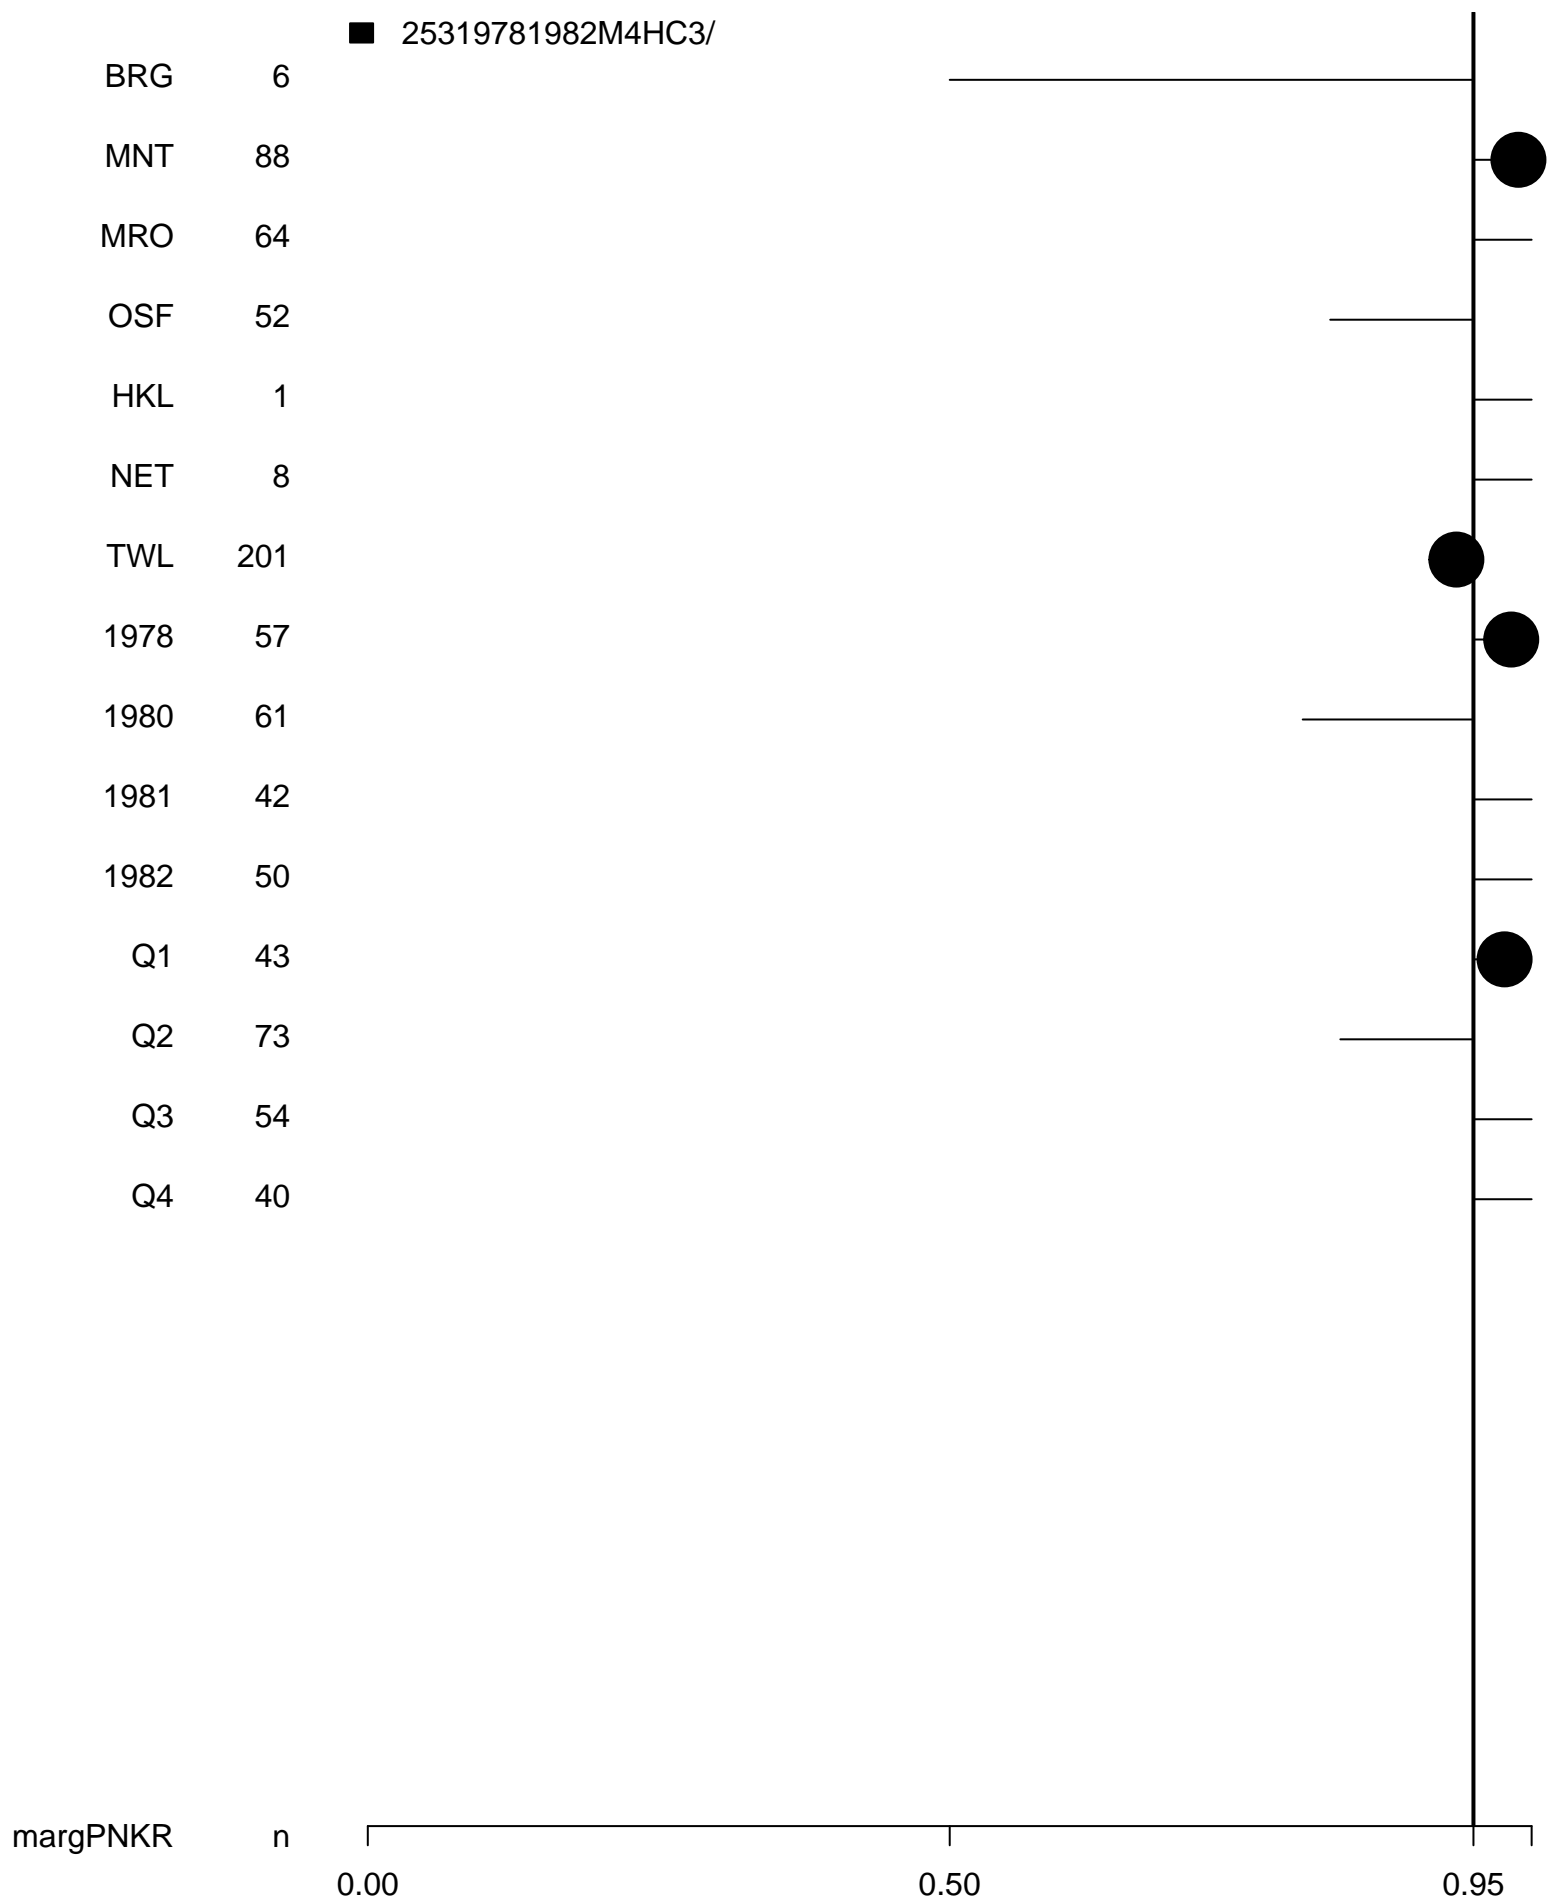 25319781982M4HC3/
BRG 6
MNT 88
MRO 64
OSF 52
HKL 1
NET 8
TWL 201
1978 57
1980 61
1981 42
1982 50
Q1 43
Q2 73
Q3 54
Q4 40
margPNKR n
0.00 0.50 0.95